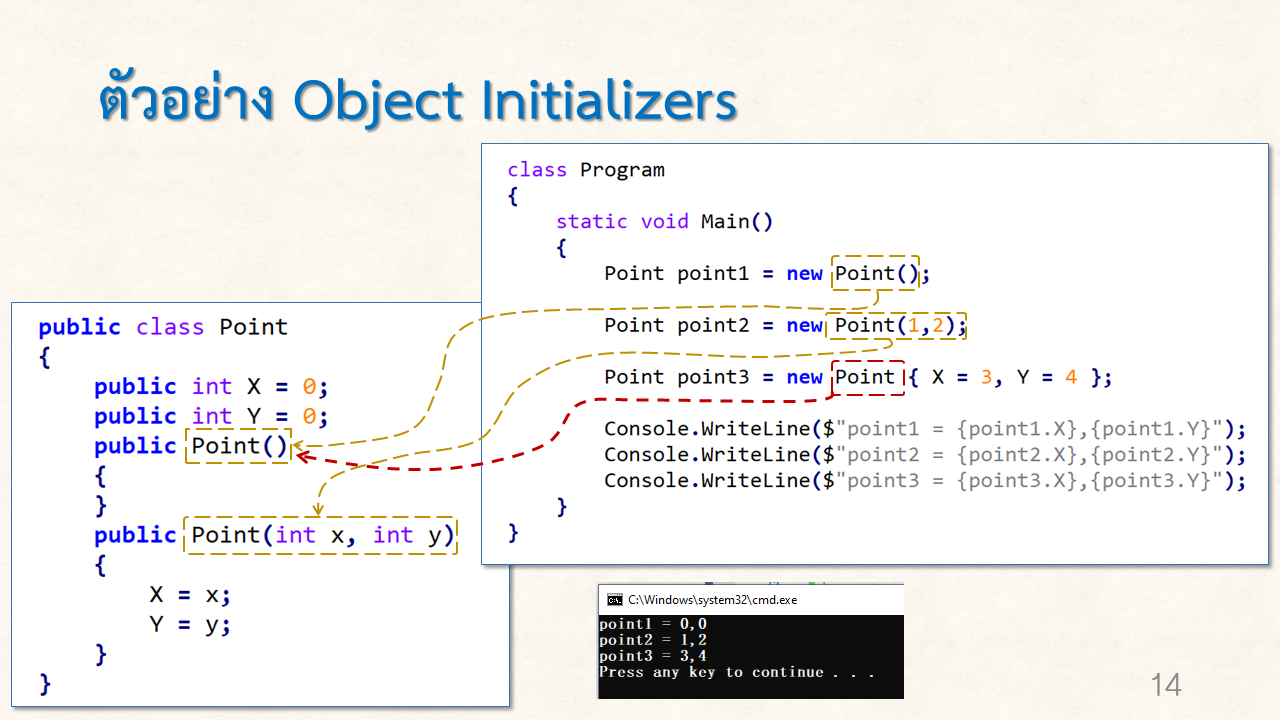 ตัวอย่าง Object Initializers
public class Point
{
    public int X = 0;
    public int Y = 0;
    public Point()
    {
    }
    public Point(int x, int y)
    {
        X = x;
        Y = y;
    }
}
class Program
{
    static void Main()
    {
        Point point1 = new Point();
        Point point2 = new Point(1,2);
        Point point3 = new Point { X = 3, Y = 4 };
        Console.WriteLine($"point1 = {point1.X},{point1.Y}");
        Console.WriteLine($"point2 = {point2.X},{point2.Y}");
        Console.WriteLine($"point3 = {point3.X},{point3.Y}");
    }
}
C:\Windows\system32\cmd.exe
point1 = 0,0
point2 = 1,2
point3 = 3,4
Press any key to continue . . .
14